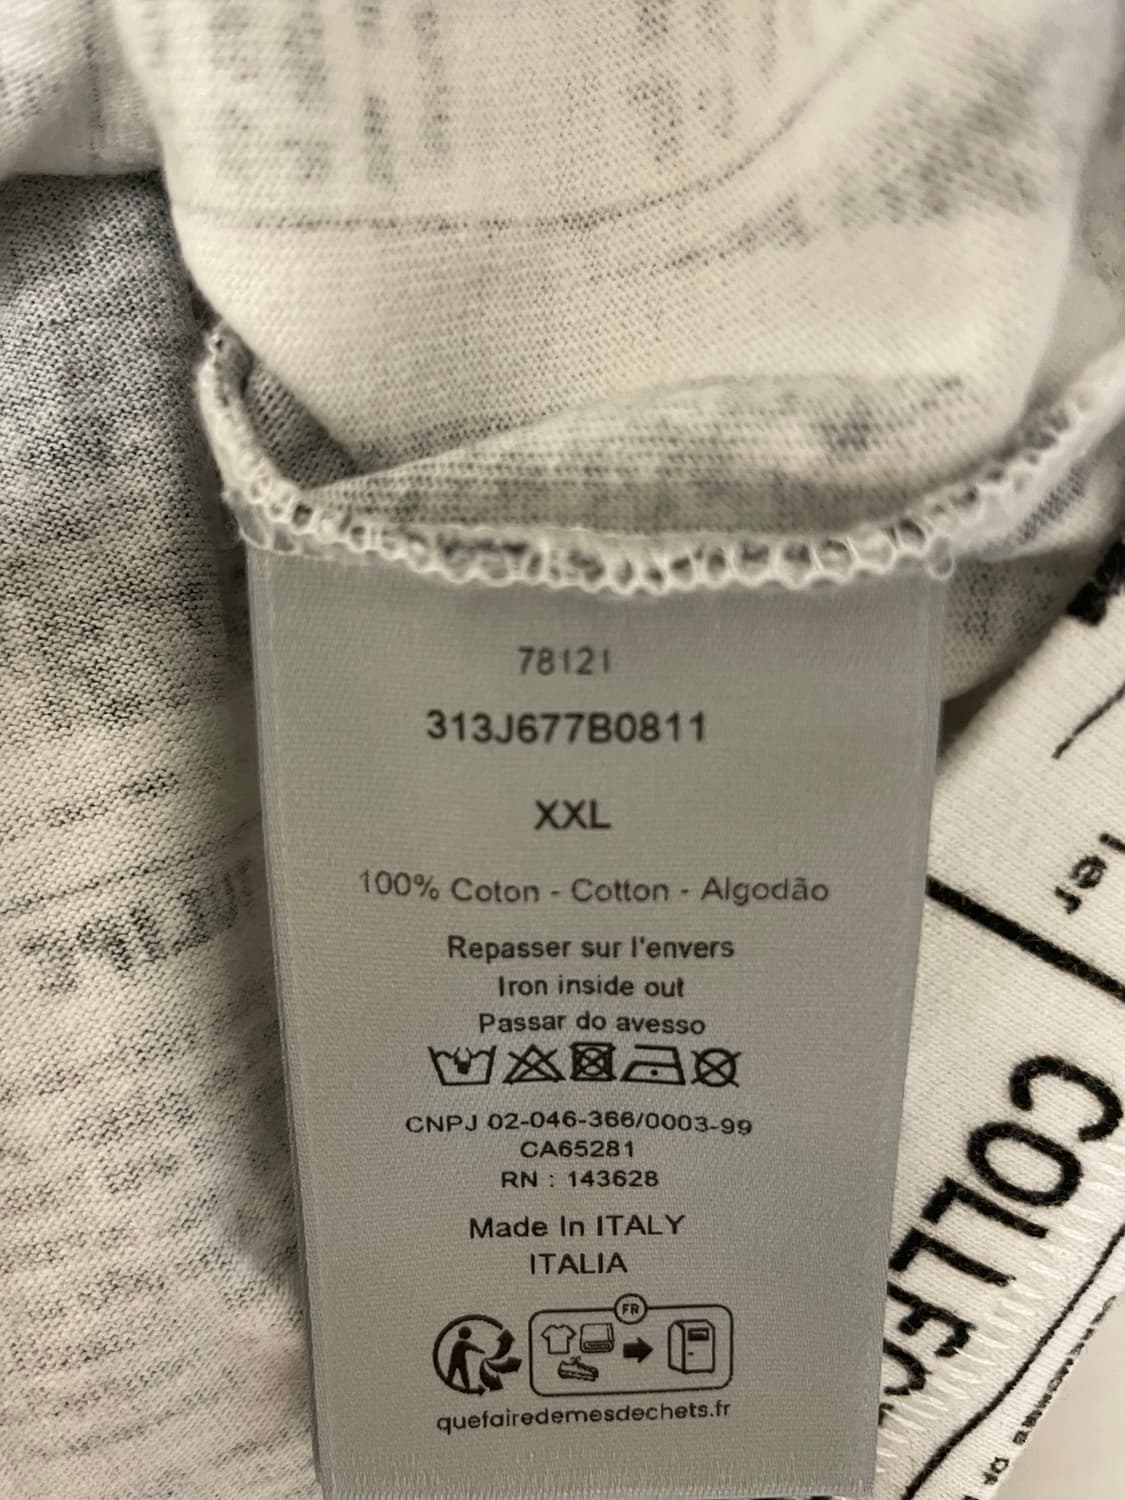 78121
313J677B0811
XXL
100% Coton - Cotton - Algodão
Repasser sur l'envers
Iron inside out
Passar do avesso
CNPJ 02-046-366/0003-99
CA65281
RN : 143628
Made In ITALY
ITALIA
FR
quefairedemesdechets.fr
ler